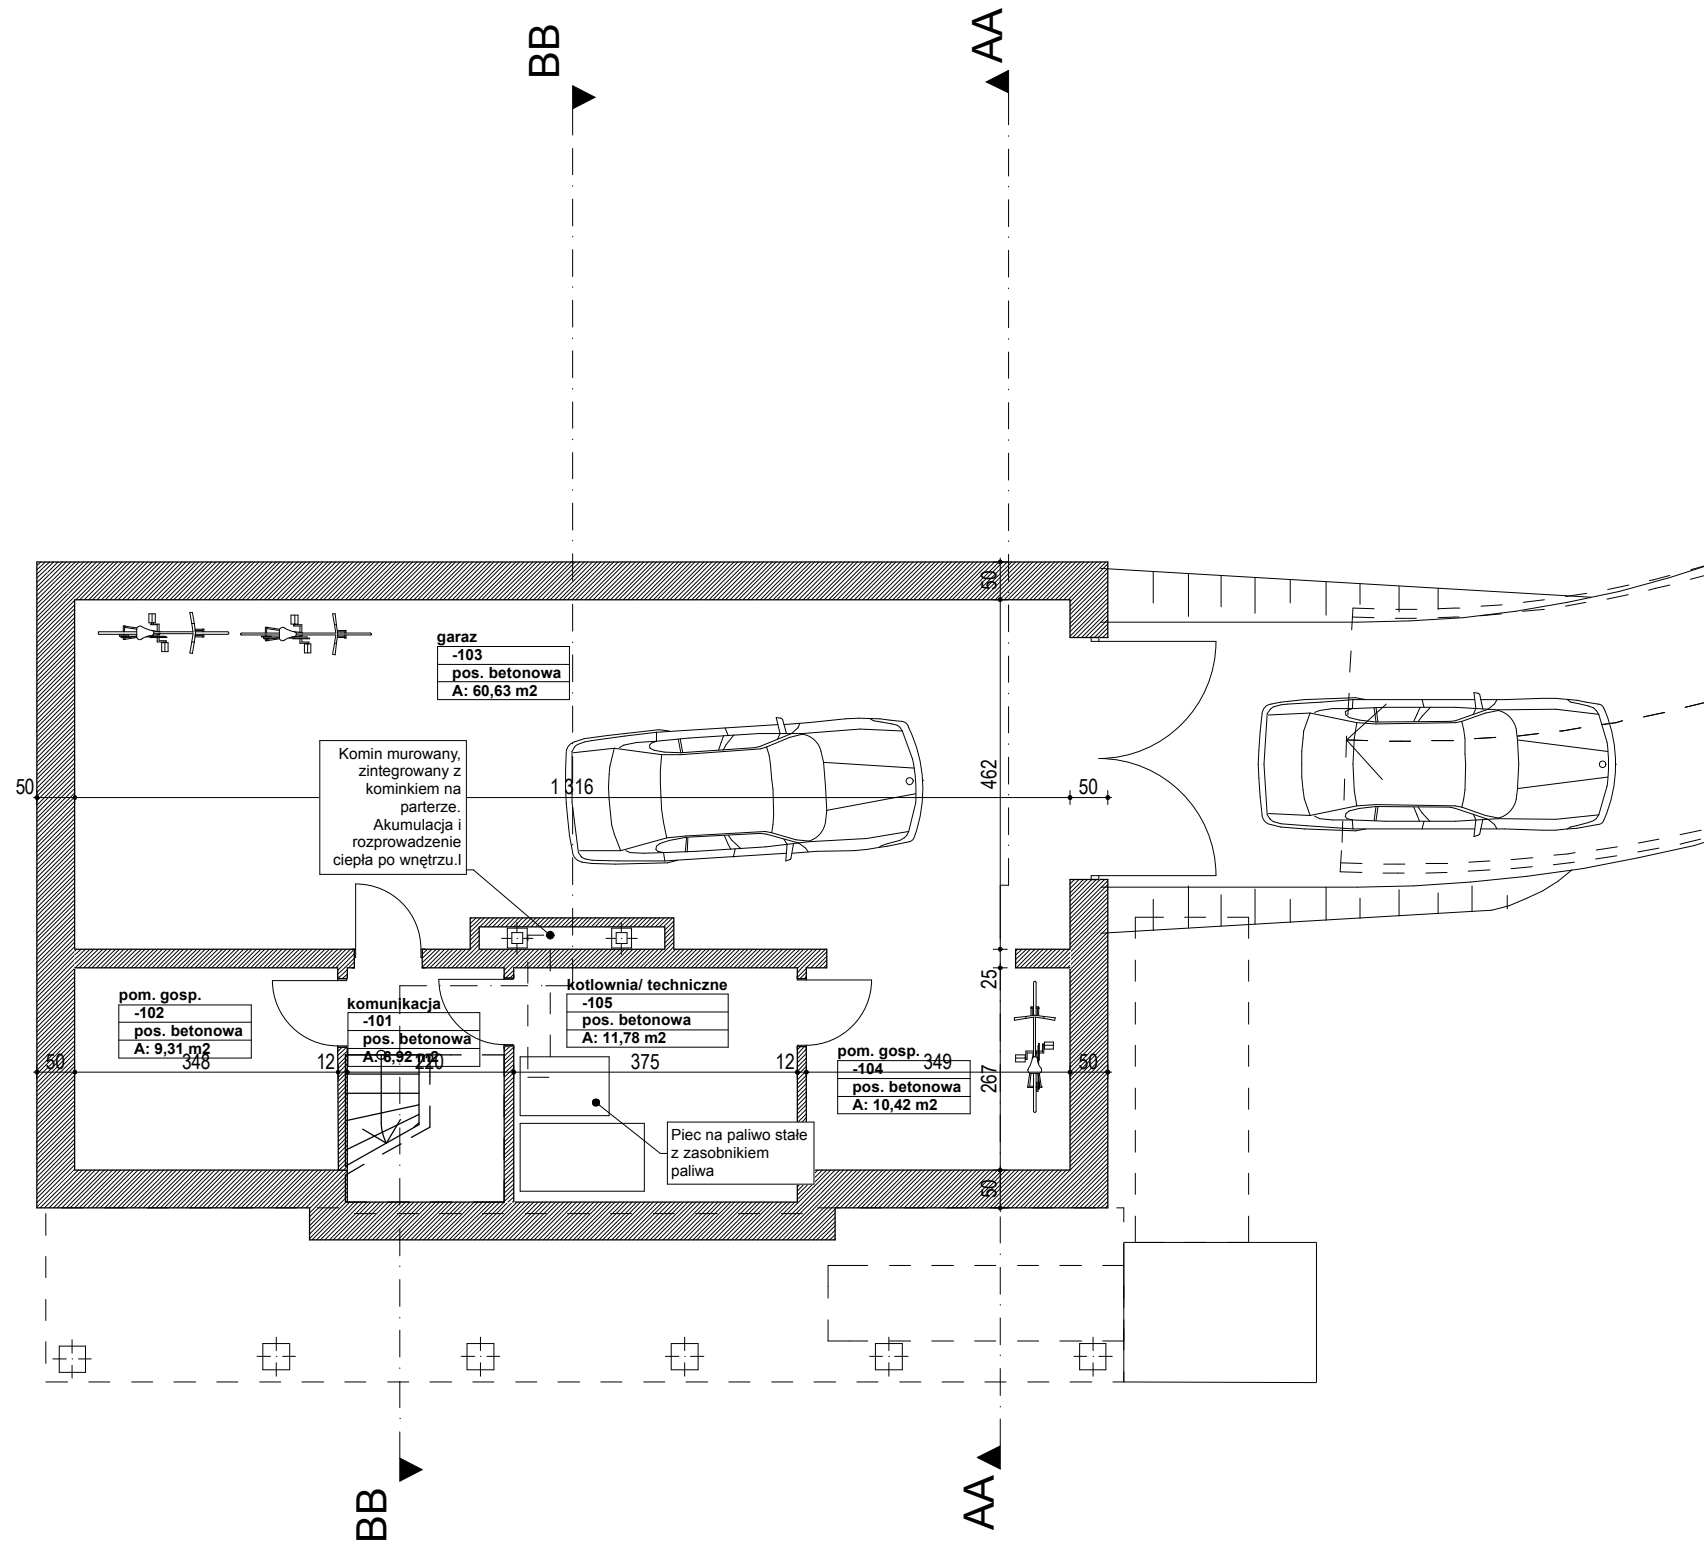 BB
AA
garaz
-103
pos. betonowa
A: 60,63 m2
50
Komin murowany,
zintegrowany z
kominkiem na
parterze.
Akumulacja i
rozprowadzenie
ciepła po wnętrzu.l
50
1 316
462
50
25
pom. gosp.
-102
pos. betonowa
A: 9,31 m2
komunikacja
-101
pos. betonowa
A: 8,92 m2
kotlownia/ techniczne
-105
pos. betonowa
A: 11,78 m2
pom. gosp.
-104
pos. betonowa
A: 10,42 m2
50
348
12
220
375
12
349
267
50
Piec na paliwo stałe
z zasobnikiem
paliwa
50
BB
AA